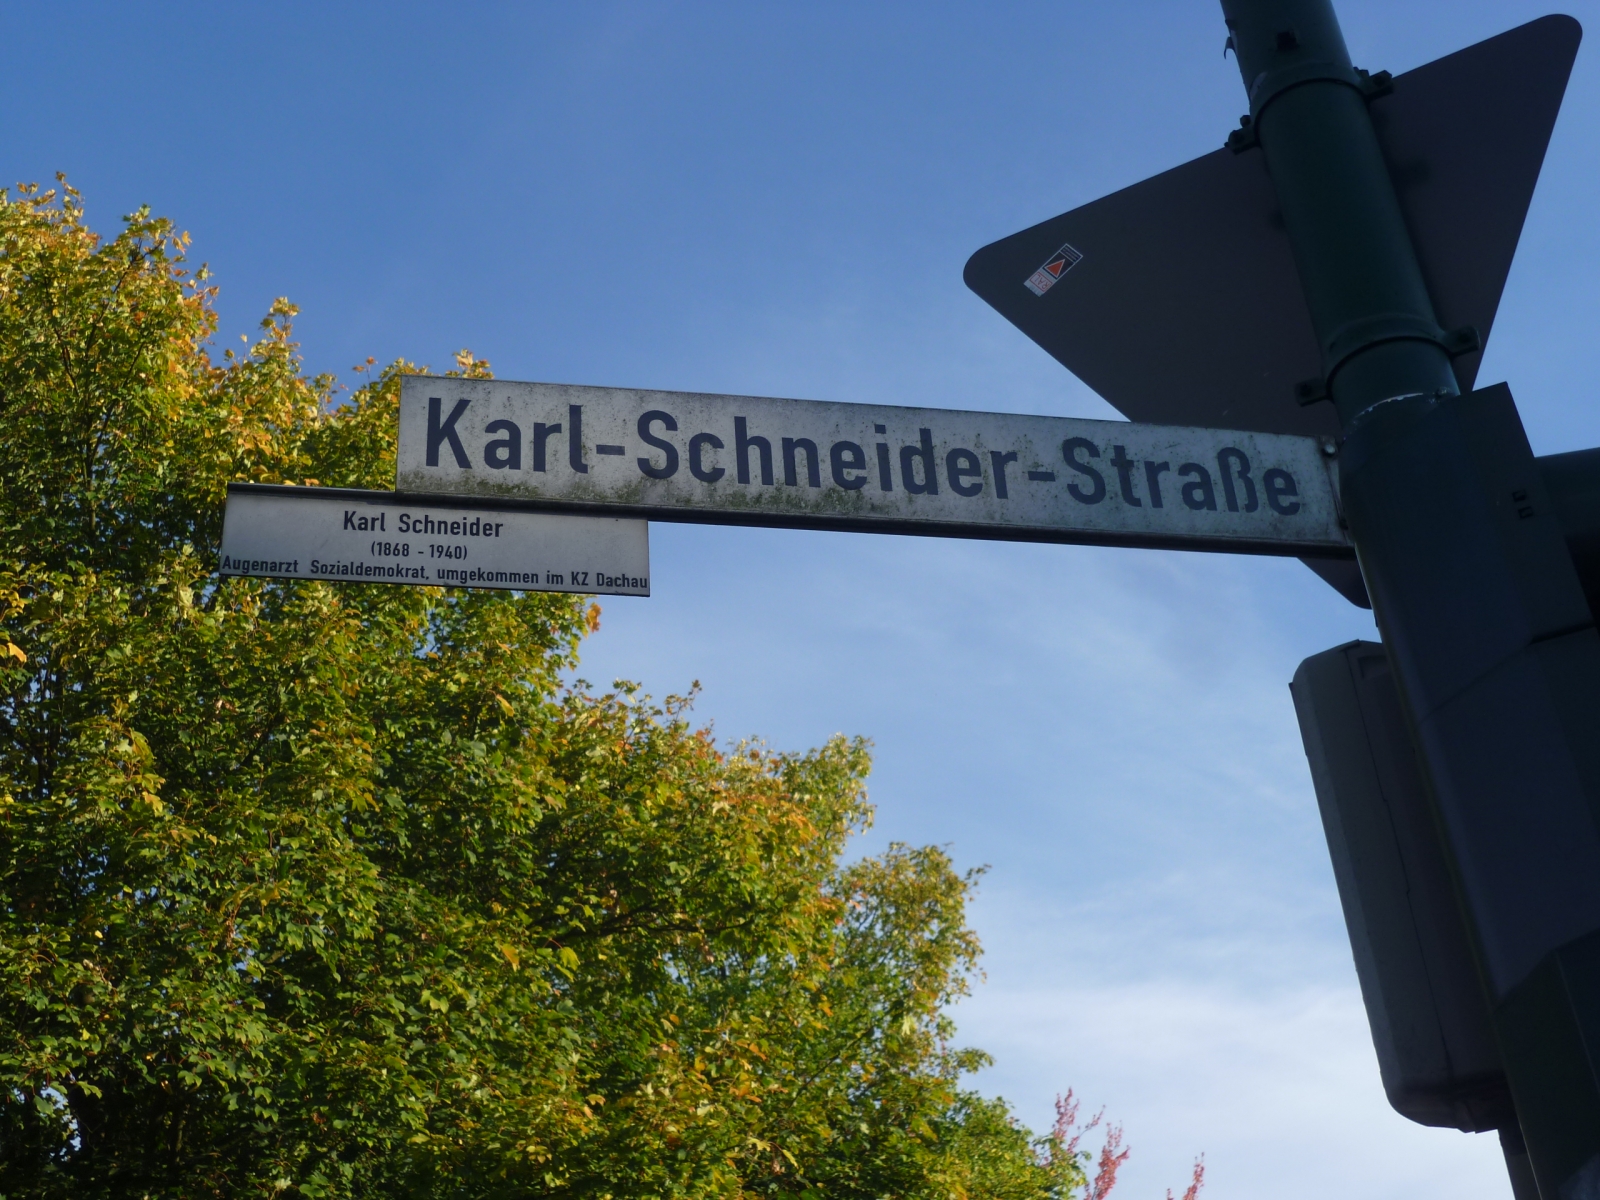 Karl-Schneider-Straße
Karl Schneider
(1868 - 1940)
Augenarzt Sozialdemokrat, umgekommen im KZ Dachau